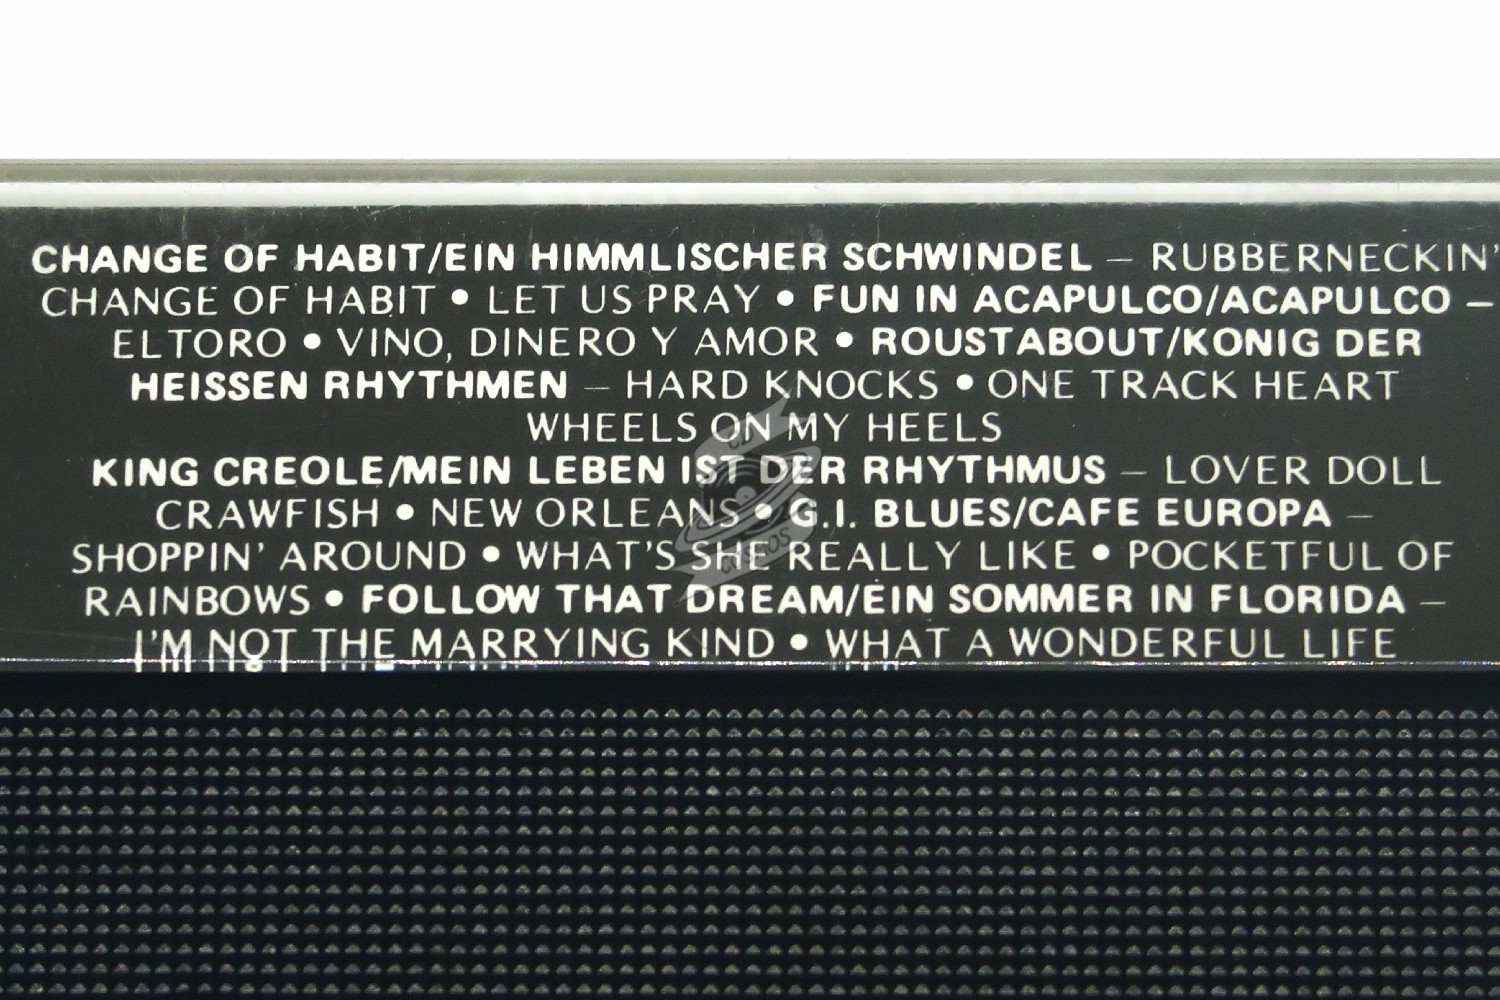 CHANGE OF HABIT/EIN HIMMLISCHER SCHWINDEL – RUBBERNECKIN'
CHANGE OF HABIT • LET US PRAY • FUN IN ACAPULCO/ACAPULCO –
EL TORO • VINO, DINERO Y AMOR • ROUSTABOUT/KONIG DER
HEISSEN RHYTHMEN – HARD KNOCKS • ONE TRACK HEART
WHEELS ON MY HEELS
KING CREOLE/MEIN LEBEN IST DER RHYTHMUS – LOVER DOLL
CRAWFISH • NEW ORLEANS • G.I. BLUES/CAFE EUROPA –
SHOPPIN' AROUND • WHAT'S SHE REALLY LIKE • POCKETFUL OF
RAINBOWS • FOLLOW THAT DREAM/EIN SOMMER IN FLORIDA –
I'M NOT THE MARRYING KIND • WHAT A WONDERFUL LIFE